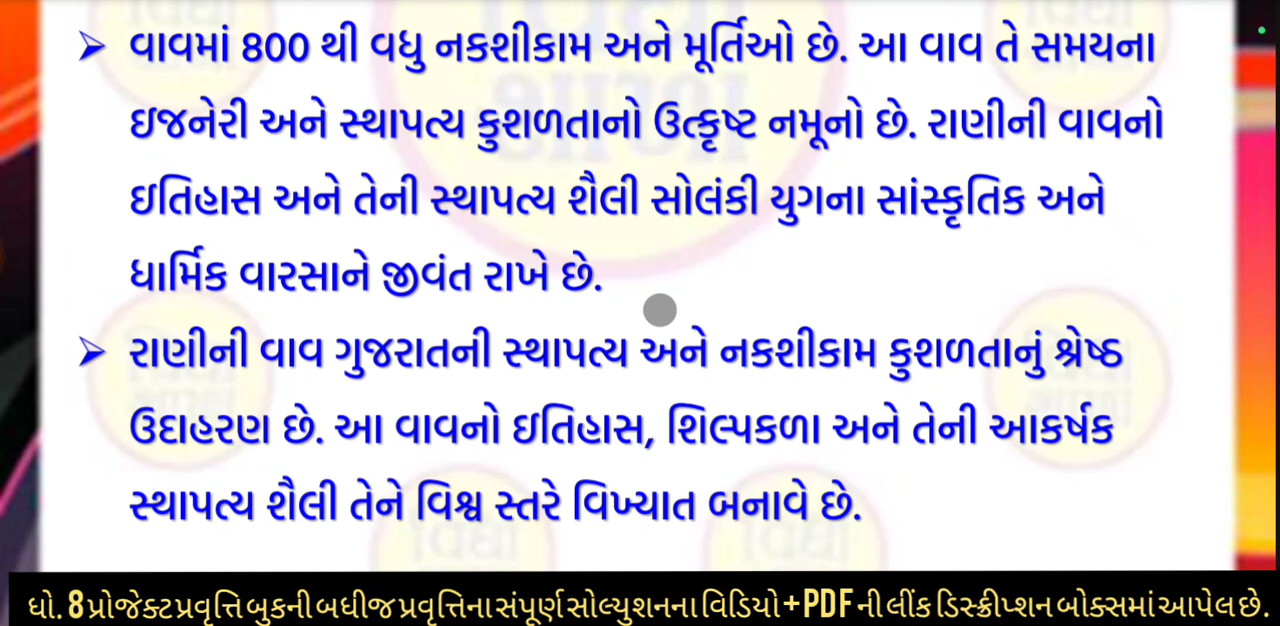 ➢ વાવમાં 800 થી વધુ નકશીકામ અને મૂર્તિઓ છે. આ વાવ તે સમયના
ઇજનેરી અને સ્થાપત્ય કુશળતાનો ઉત્કૃષ્ટ નમૂનો છે. રાણીની વાવનો
ઇતિહાસ અને તેની સ્થાપત્ય શૈલી સોલંકી યુગના સાંસ્કૃતિક અને
ધાર્મિક વારસાને જીવંત રાખે છે.
➢ રાણીની વાવ ગુજરાતની સ્થાપત્ય અને નકશીકામ કુશળતાનું શ્રેષ્ઠ
ઉદાહરણ છે. આ વાવનો ઇતિહાસ, શિલ્પકળા અને તેની આકર્ષક
સ્થાપત્ય શૈલી તેને વિશ્વ સ્તરે વિખ્યાત બનાવે છે.
ધો. 8 પ્રોજેક્ટ પ્રવૃત્તિ બુકની બધી જ પ્રવૃત્તિના સંપૂર્ણ સોલ્યુશનના વિડિયો + PDF ની લીંક ડિસ્ક્રીપ્શન બોક્સમાં આપેલ છે.